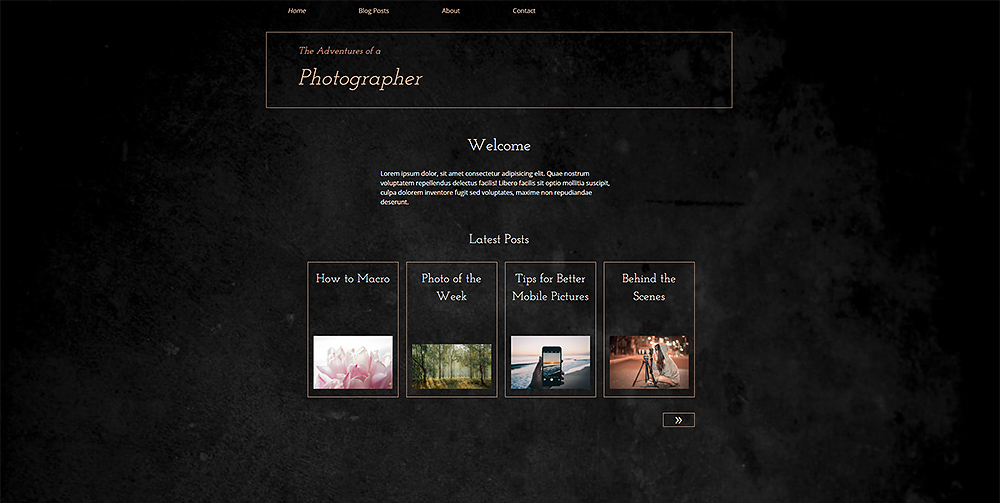 Home Blog Posts About Contact
The Adventures of a
Photographer
Welcome
Lorem ipsum dolor, sit amet consectetur adipisicing elit. Quae nostrum
voluptatem repellendus delectus facilis! Libero facilis sit optio mollitia suscipit,
culpa dolorem inventore fugit sed voluptates, maxime non repudiandae
deserunt.
Latest Posts
How to Macro
Photo of the
Week
Tips for Better
Mobile Pictures
Behind the
Scenes
»